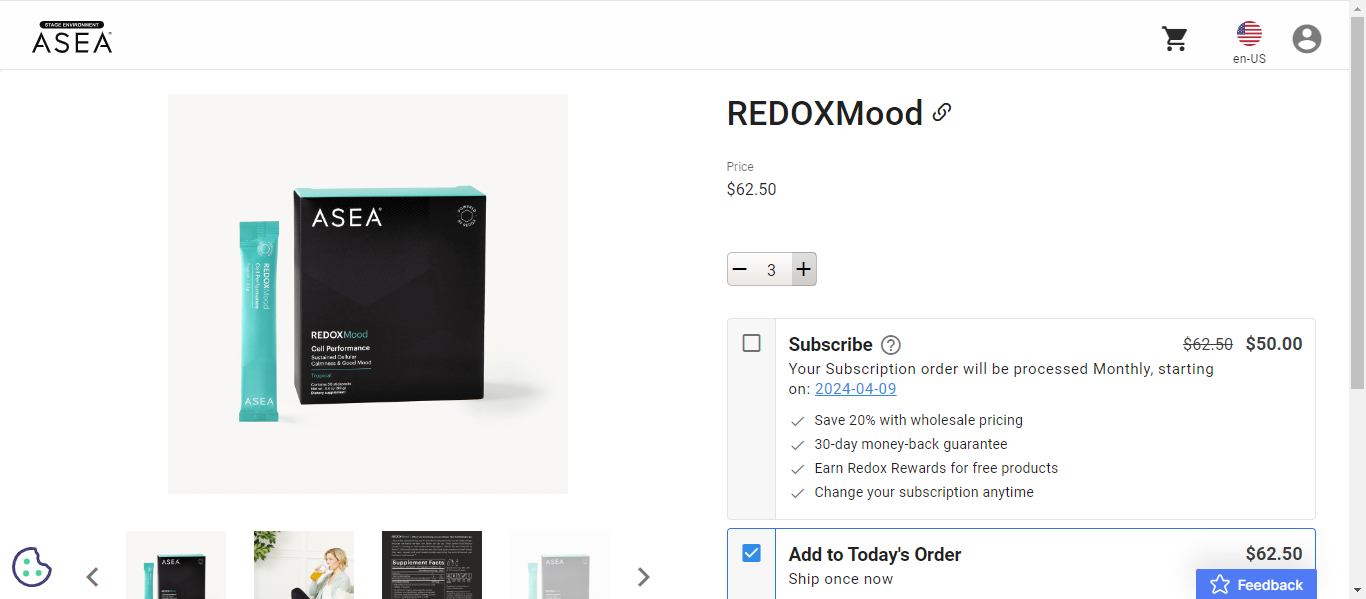 STAGE ENVIRONMENT
ASEA
en-US
REDOXMood
Price
$62.50
3
Subscribe
$62.50 $50.00
Your Subscription order will be processed Monthly, starting
on: 2024-04-09
Save 20% with wholesale pricing
30-day money-back guarantee
Earn Redox Rewards for free products
Change your subscription anytime
Add to Today's Order
$62.50
Ship once now
Feedback
ASEA
REDOXMood
Cell Performance
Sustained Cellular
Calmness & Good Mood
Tropical
Dietary supplement
REDOXMood
Cell Performance
ASEA
ASEA
Supplement Facts
ASEA